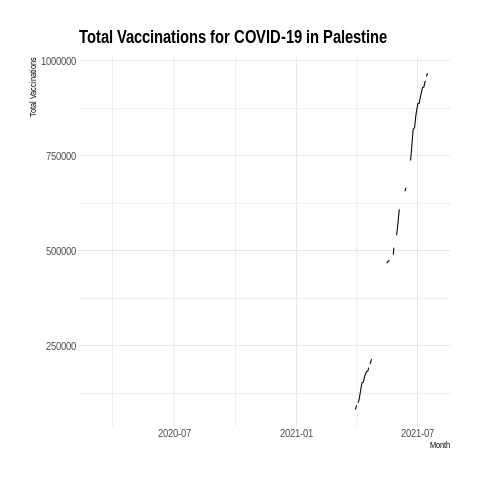 Total Vaccinations for COVID-19 in Palestine
Total Vaccinations
1000000
750000
500000
250000
2020-07
2021-01
2021-07
Month